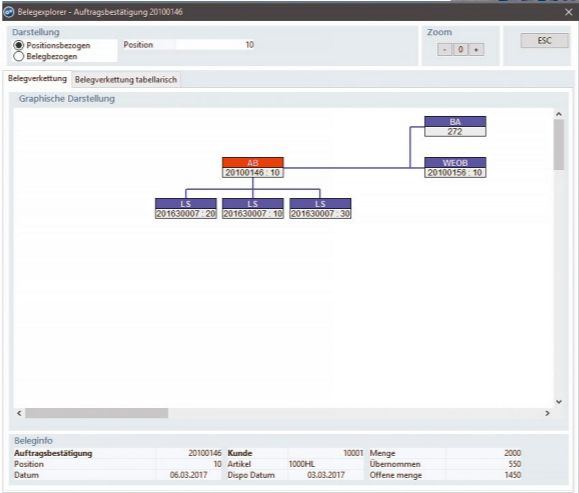 Belegexplorer - Auftragsbestätigung 20100146
Darstellung
Positionsbezogen Position 10
Belegbezogen
Zoom
- 0 +
ESC
Belegverkettung Belegverkettung tabellarisch
Graphische Darstellung
BA
272
AB
20100146 : 10
WEOB
20100156 : 10
LS LS LS
201630007 : 20 201630007 : 10 201630007 : 30
Beleginfo
Auftragsbestätigung 20100146 Kunde 10001 Menge 2000
Position 10 Artikel 1000HL Übernommen 550
Datum 06.03.2017 Dispo Datum 03.03.2017 Offene menge 1450